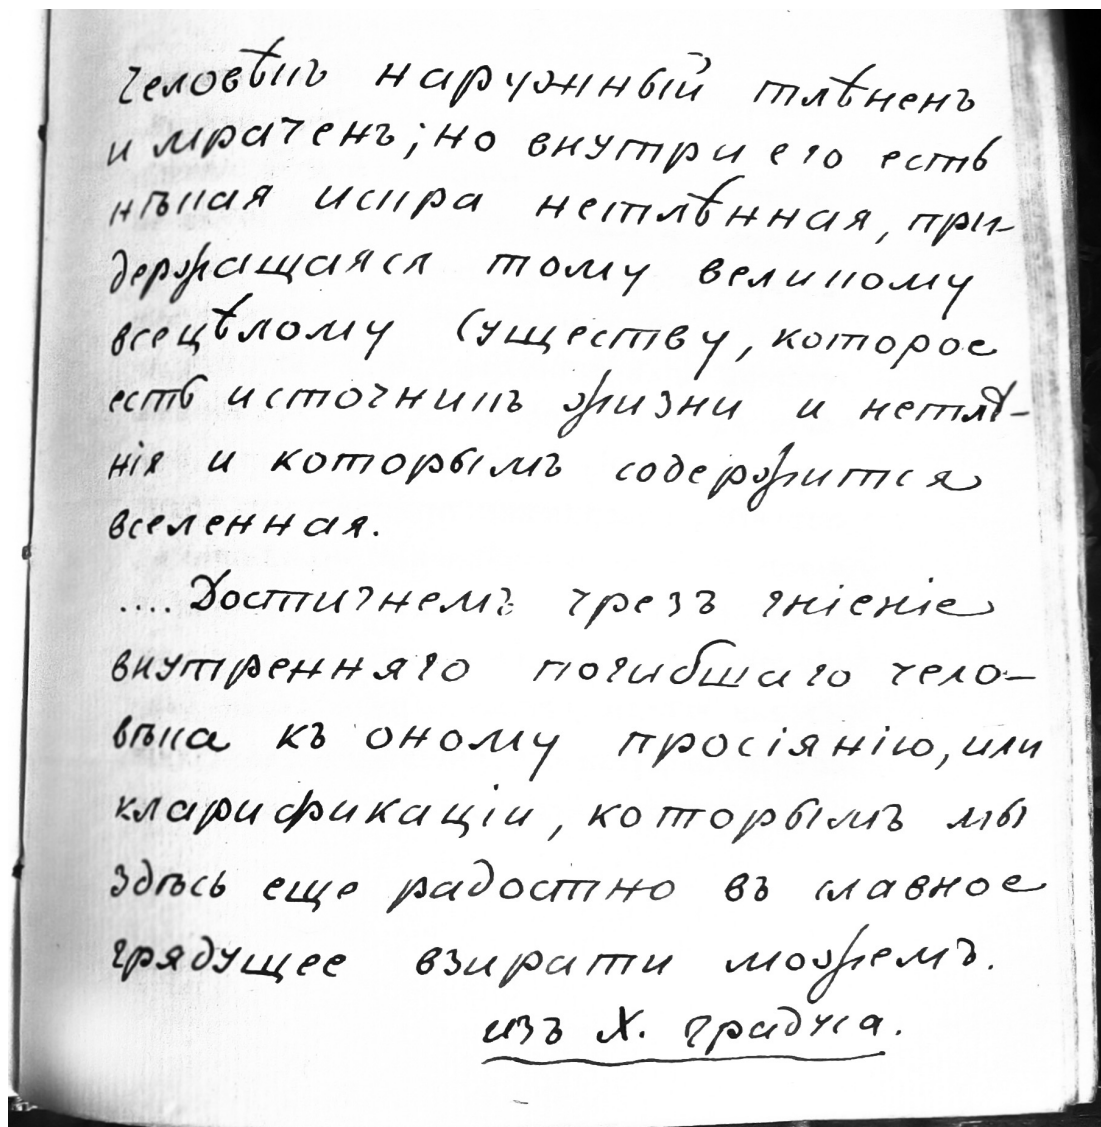 человѣкъ наружный тлѣненъ
и мраченъ; но внутри его есть
нѣкая искра нетлѣнная, при-
держащаяся тому великому
всецѣлому Существу, которое
есть источникъ жизни и нетлѣ-
нія и которымъ содержится
вселенная.
.... Достигнемъ чрезъ гніеніе
внутренняго погибшаго чело-
вѣка къ оному просіянію, или
кларификаціи, которымъ мы
здѣсь еще радостно въ славное
грядущее взирати можемъ.
изъ X. градуса.